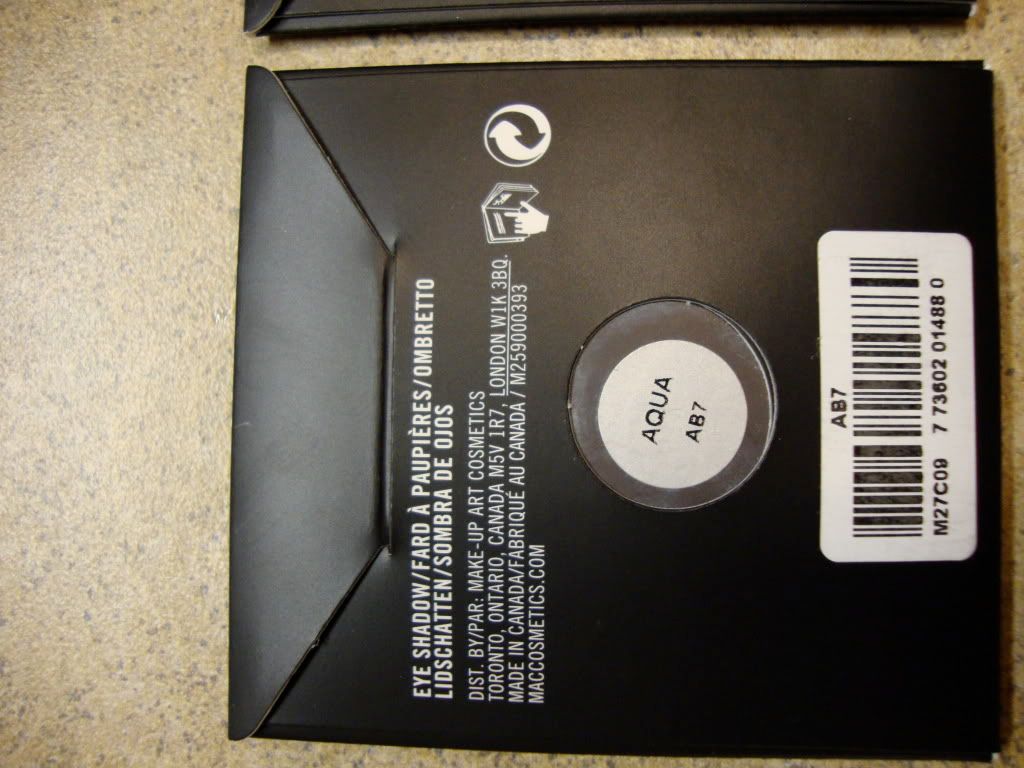 EYE SHADOW/FARD À PAUPIÈRES/OMBRETTO
LIDSCHATTEN/SOMBRA DE OJOS
DIST. BY/PAR: MAKE-UP ART COSMETICS
TORONTO, ONTARIO, CANADA M5V 1R7, LONDON W1K 3BQ.
MADE IN CANADA/FABRIQUÉ AU CANADA / M259000393
MACCOSMETICS.COM
AQUA
AB7
AB7
M27C09 7 73602 01488 0